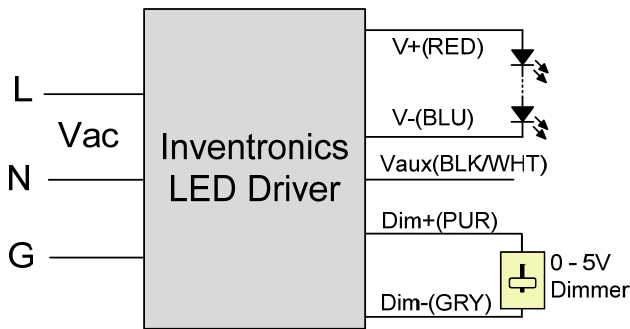 L
Vac
N
G
Inventronics
LED Driver
V+(RED)
V-(BLU)
Vaux(BLK/WHT)
Dim+(PUR)
0 - 5V
Dimmer
Dim-(GRY)